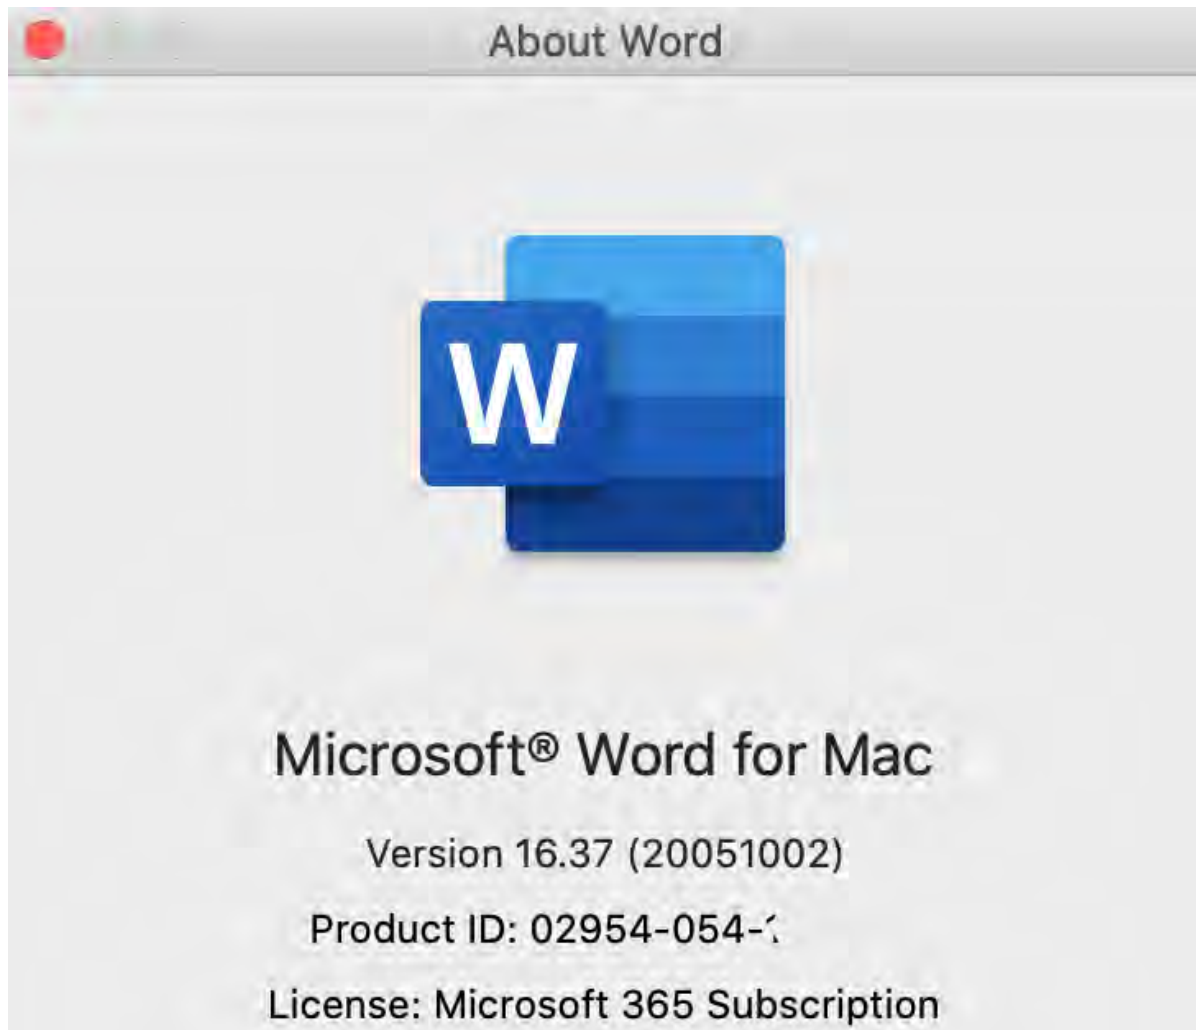 About Word
W
Microsoft® Word for Mac
Version 16.37 (20051002)
Product ID: 02954-054-
License: Microsoft 365 Subscription